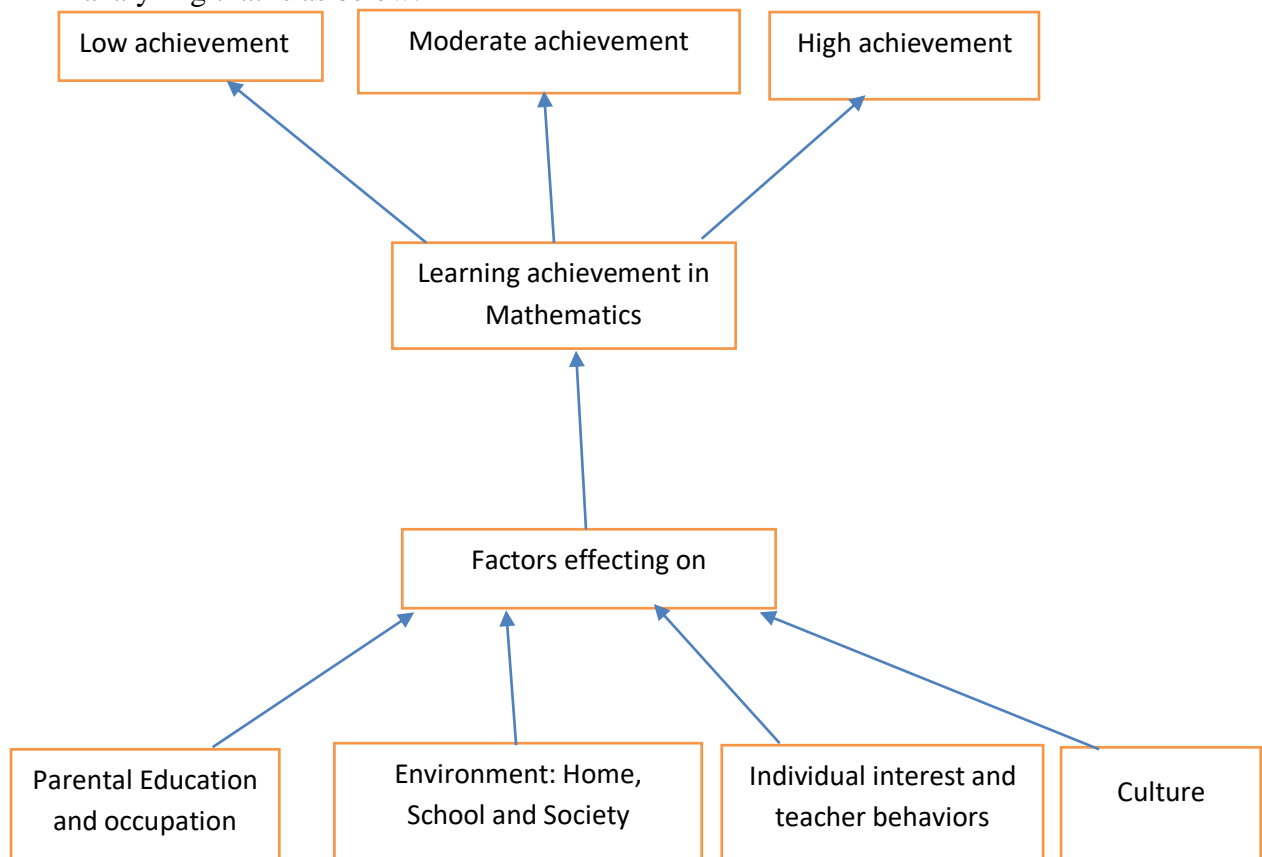 Low achievement
Moderate achievement
High achievement
Learning achievement in
Mathematics
Factors effecting on
Parental Education
and occupation
Environment: Home,
School and Society
Individual interest and
teacher behaviors
Culture